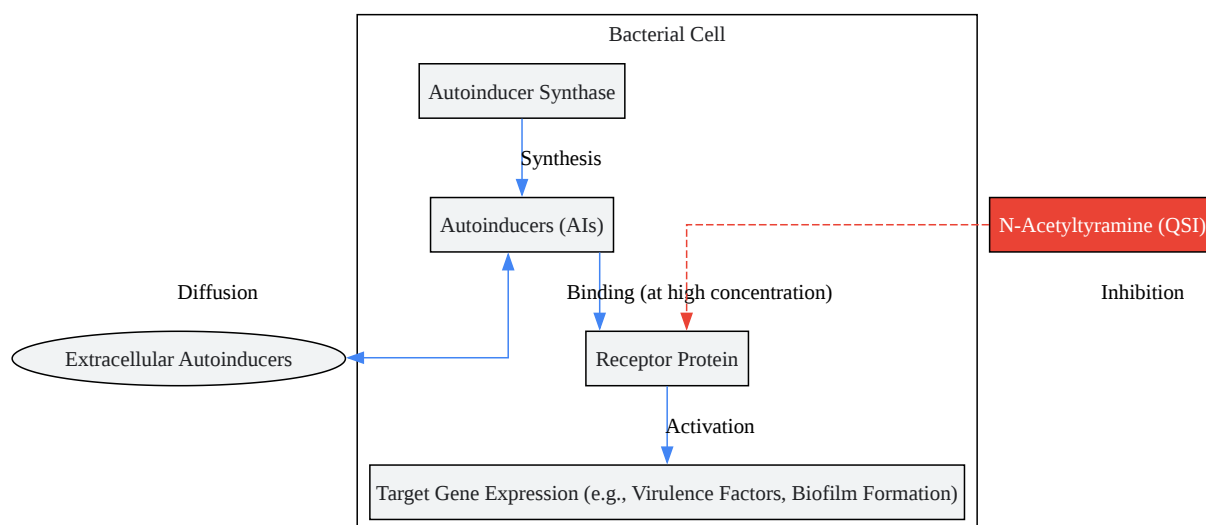 Bacterial Cell
Autoinducer Synthase
Synthesis
Autoinducers (AIs)
N-Acetyltyramine (QSI)
Diffusion
Binding (at high concentration)
Inhibition
Extracellular Autoinducers
Receptor Protein
Activation
Target Gene Expression (e.g., Virulence Factors, Biofilm Formation)